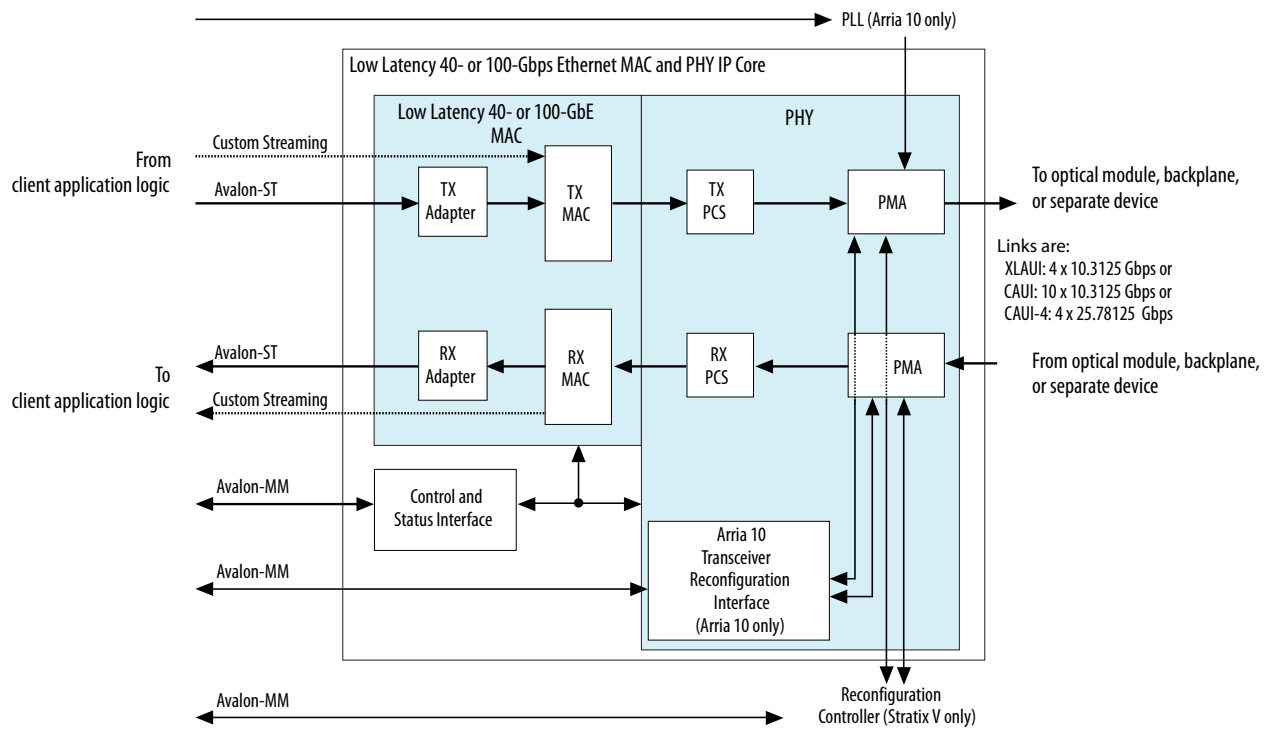 PLL (Arria 10 only)
Low Latency 40- or 100-Gbps Ethernet MAC and PHY IP Core
Low Latency 40- or 100-GbE
MAC
PHY
From
client application logic
Custom Streaming
Avalon-ST
TX
Adapter
TX
MAC
TX
PCS
PMA
To optical module, backplane,
or separate device
Links are:
XLAUI: 4 x 10.3125 Gbps or
CAUI: 10 x 10.3125 Gbps or
CAUI-4: 4 x 25.78125 Gbps
To
client application logic
Avalon-ST
Custom Streaming
RX
Adapter
RX
MAC
RX
PCS
PMA
From optical module, backplane,
or separate device
Avalon-MM
Control and
Status Interface
Avalon-MM
Arria 10
Transceiver
Reconfiguration
Interface
(Arria 10 only)
Avalon-MM
Reconfiguration
Controller (Stratix V only)